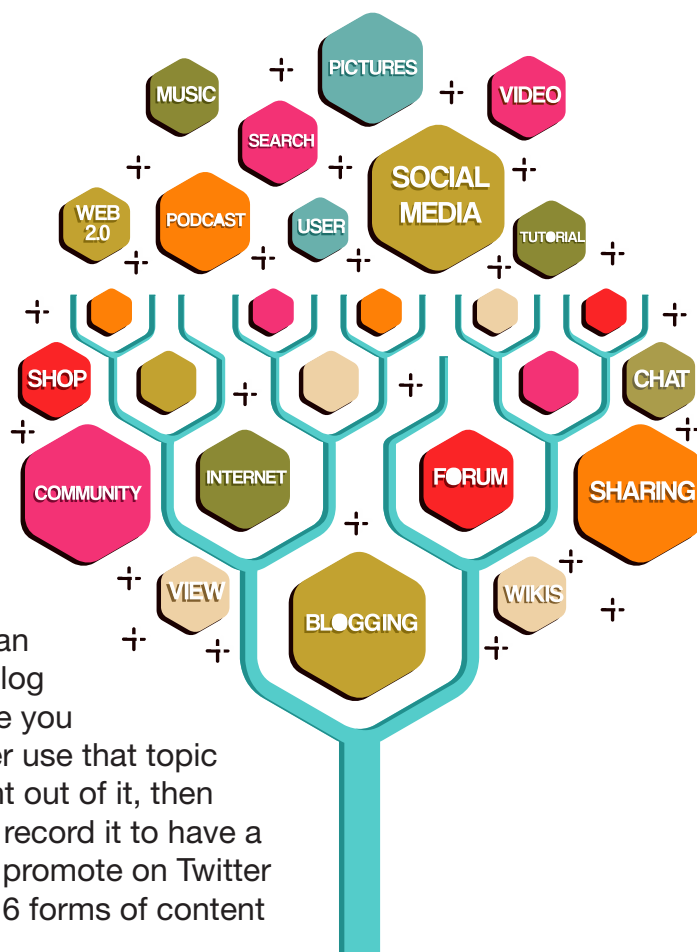 PICTURES
MUSIC
VIDEO
SEARCH
SOCIAL
MEDIA
WEB
2.0
PODCAST
USER
TUTORIAL
SHOP
CHAT
COMMUNITY
INTERNET
FORUM
SHARING
VIEW
BLOGGING
WIKIS
an
log
e you
er use that topic
nt out of it, then
record it to have a
promote on Twitter
6 forms of content